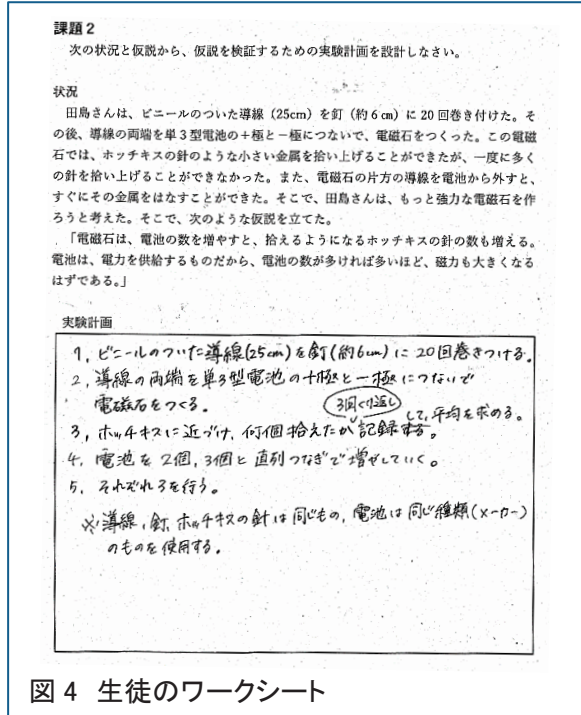 課題2
次の状況と仮説から、仮説を検証するための実験計画を設計しなさい。
状況
田島さんは、ビニールのついた導線（25cm）を釘（約6cm）に20回巻き付けた。そ
の後、導線の両端を単3型電池の＋極と－極につないで、電磁石をつくった。この電磁
石では、ホッチキスの針のような小さい金属を拾い上げることができたが、一度に多く
の針を拾い上げることができなかった。また、電磁石の片方の導線を電池から外すと、
すぐにその金属をはなすことができた。そこで、田島さんは、もっと強力な電磁石を作
ろうと考えた。そこで、次のような仮説を立てた。
「電磁石は、電池の数を増やすと、拾えるようになるホッチキスの針の数も増える。
電池は、電力を供給するものだから、電池の数が多ければ多いほど、磁力も大きくなる
はずである。」
実験計画
1, ビニールのついた導線(25cm)を釘(約6cm)に20回巻きつける。
2, 導線の両端を単3型電池の＋極と－極につないで
電磁石をつくる。
3回くり返し
して,平均を求める。
3, ホッチキスに近づけ, 何個拾えたか記録する。
4, 電池を2個, 3個と直列つなぎで増やしていく。
5, それぞれ3を行う。
※導線, 釘, ホッチキスの針は同じもの, 電池は同じ種類(メーカー)
のものを使用する。
図4 生徒のワークシート